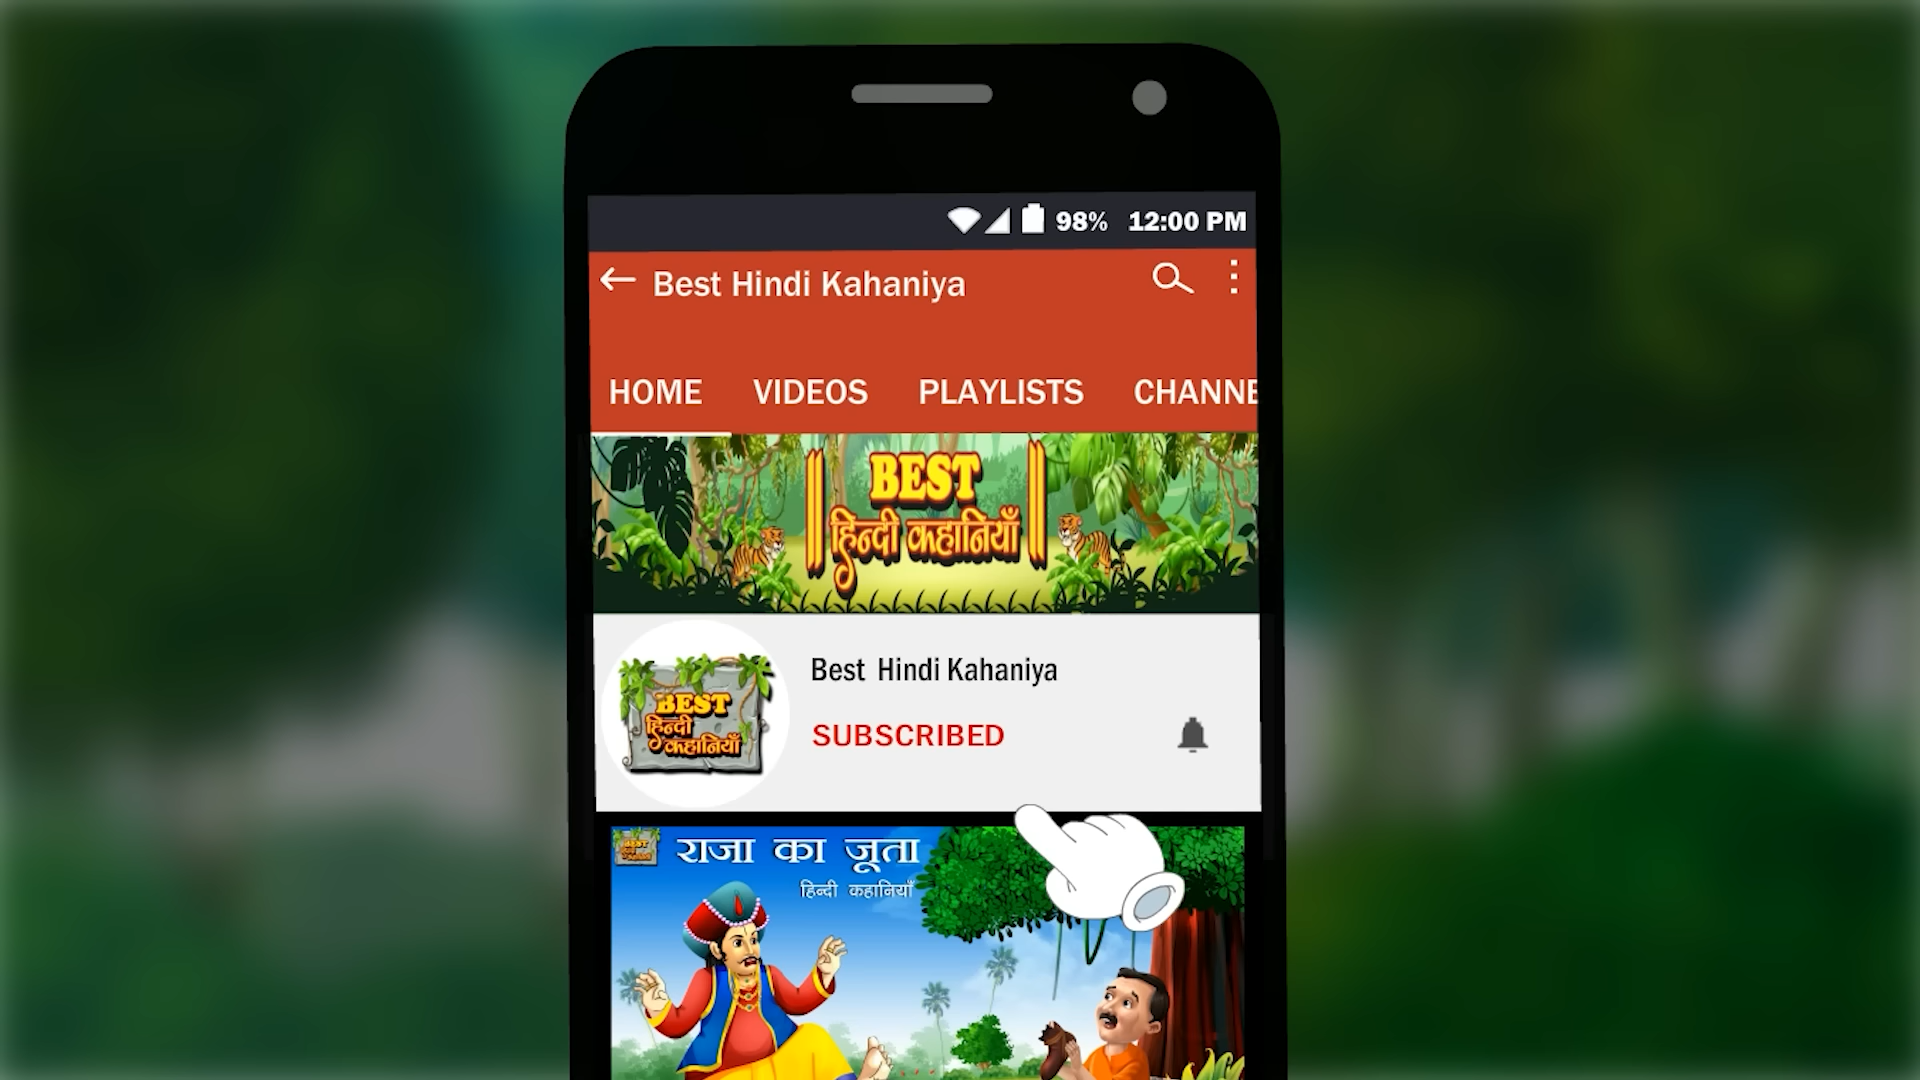 98% 12:00 PM
Best Hindi Kahaniya
HOME VIDEOS PLAYLISTS CHANNE
BEST
हिन्दी कहानियाँ
Best Hindi Kahaniya
SUBSCRIBED
BEST
हिन्दी
कहानियाँ
राजा का जूता
हिन्दी कहानियाँ